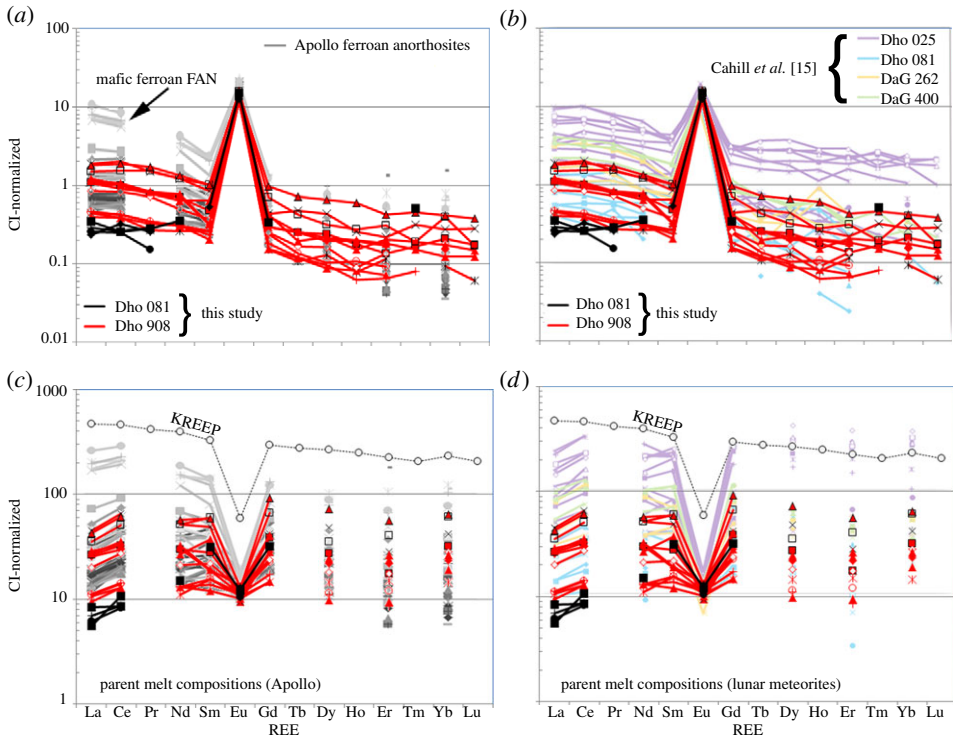 (a)
100
10
1
0.1
0.01
CI-normalized
Apollo ferroan anorthosites
mafic ferroan FAN
Dho 081
Dho 908
} this study
(b)
Cahill et al. [15] {
Dho 025
Dho 081
DaG 262
DaG 400
Dho 081
Dho 908
} this study
(c)
1000
100
10
1
CI-normalized
KREEP
parent melt compositions (Apollo)
La Ce Pr Nd Sm Eu Gd Tb Dy Ho Er Tm Yb Lu
REE
(d)
KREEP
parent melt compositions (lunar meteorites)
La Ce Pr Nd Sm Eu Gd Tb Dy Ho Er Tm Yb Lu
REE